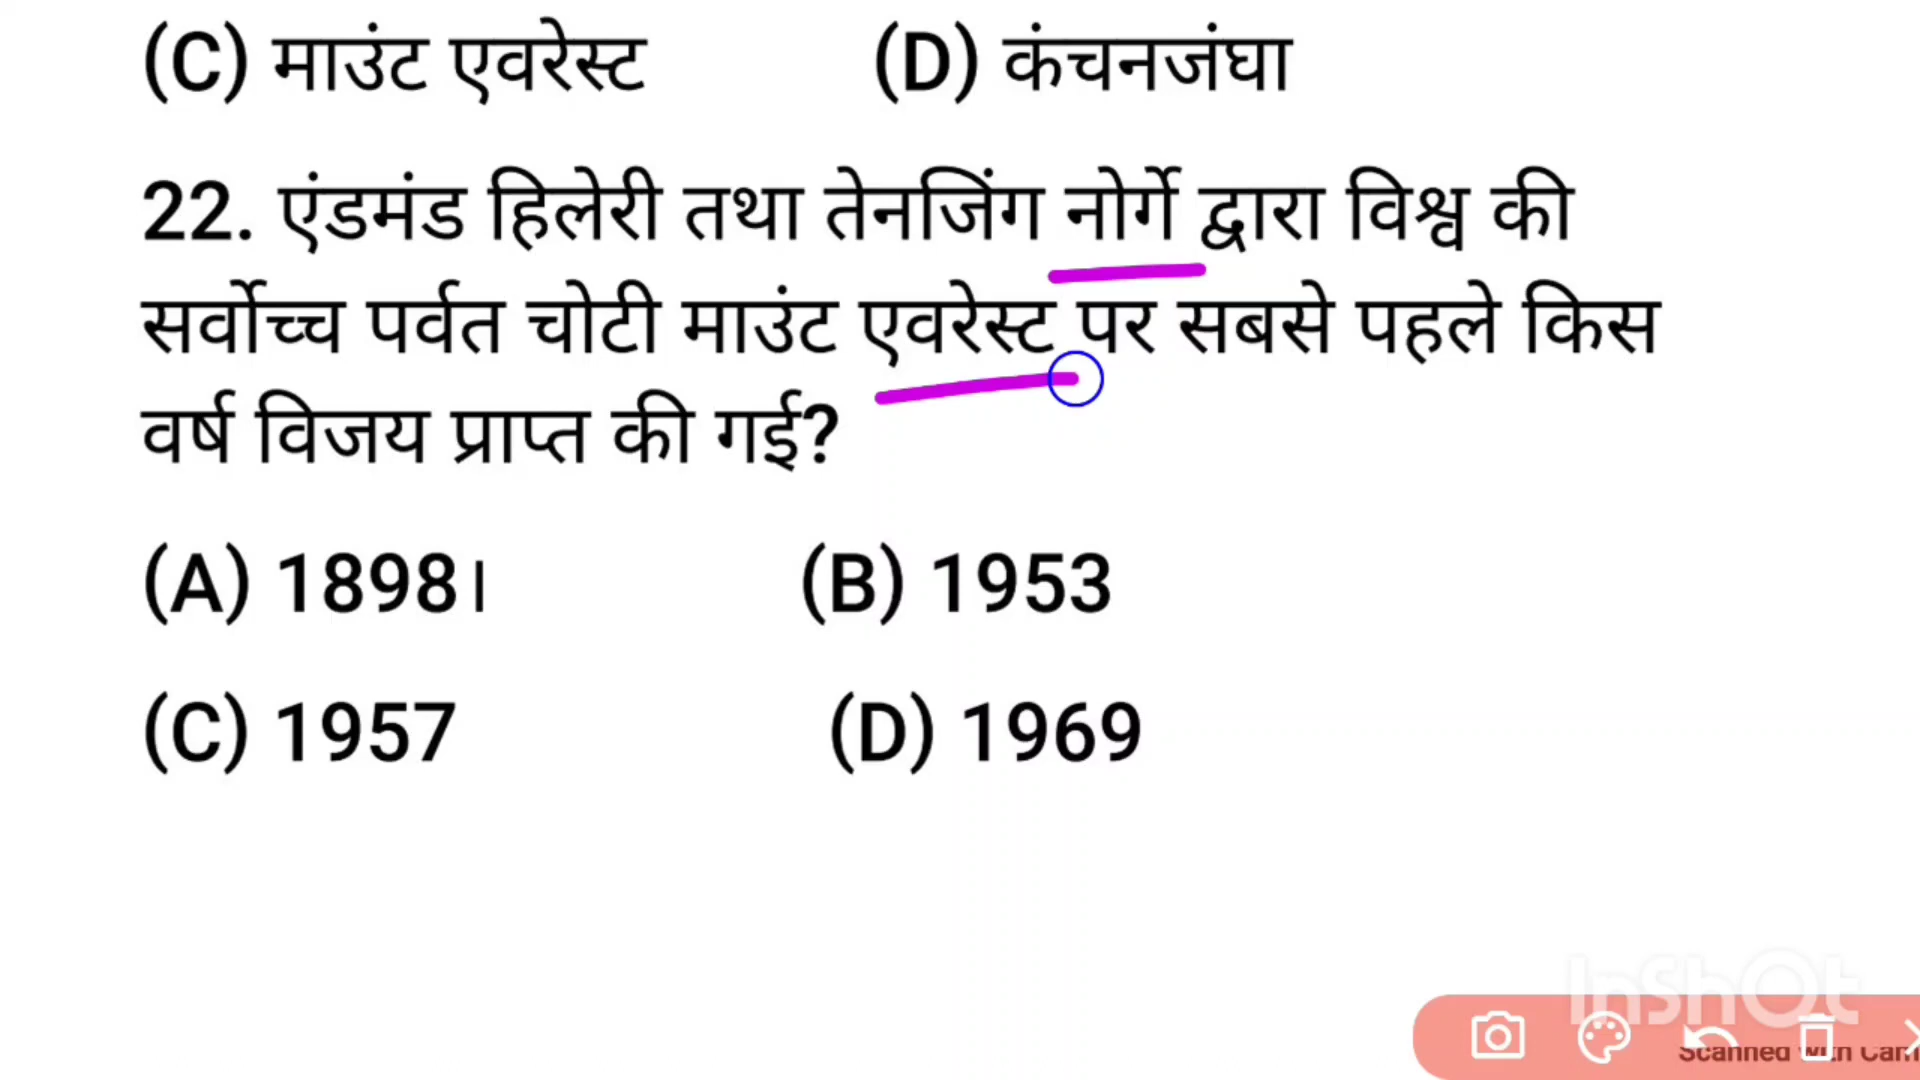 (C) माउंट एवरेस्ट (D) कंचनजंघा
22. एंडमंड हिलेरी तथा तेनजिंग नोर्गे द्वारा विश्व की
सर्वोच्च पर्वत चोटी माउंट एवरेस्ट पर सबसे पहले किस
वर्ष विजय प्राप्त की गई?
(A) 1898। (B) 1953
(C) 1957 (D) 1969
InShOt
Scanned with Cam